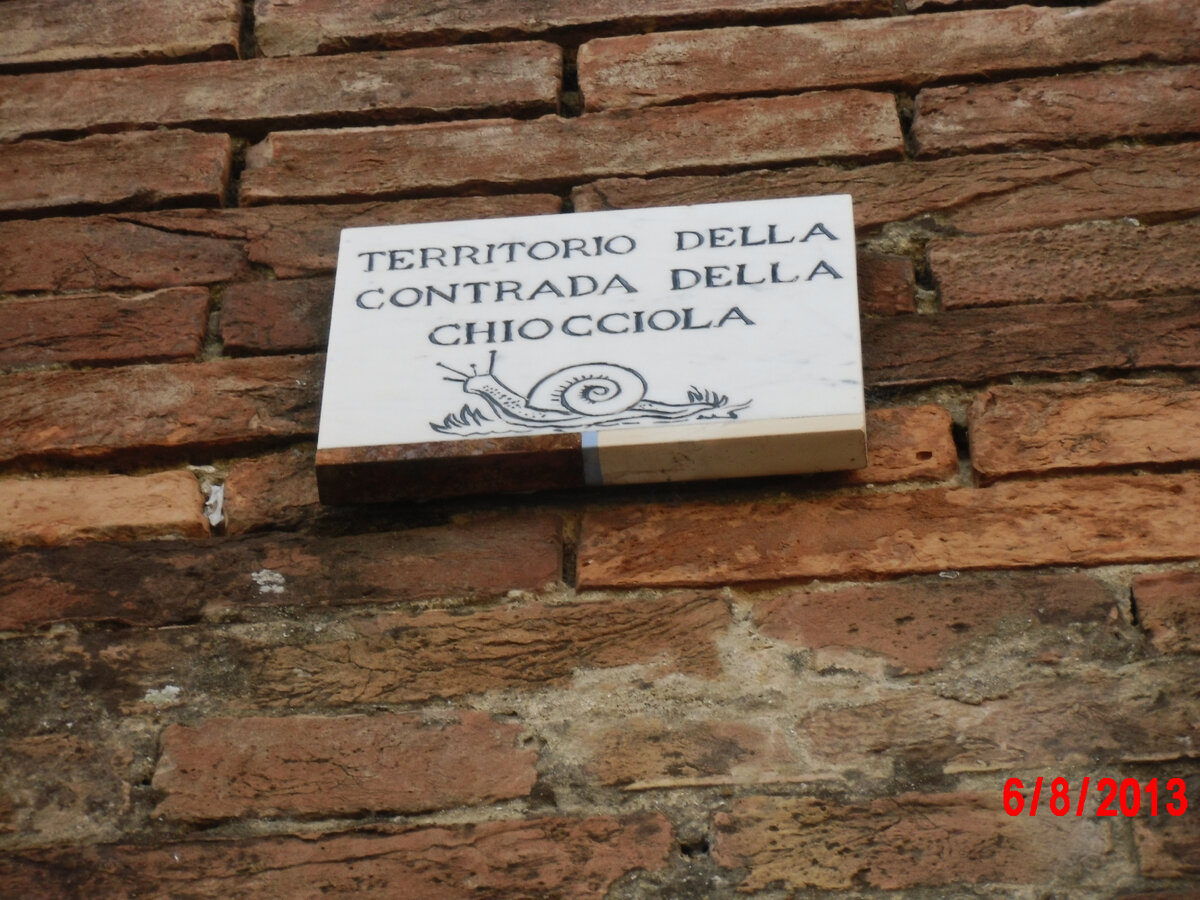 TERRITORIO DELLA
CONTRADA DELLA
CHIOCCIOLA
6/8/2013